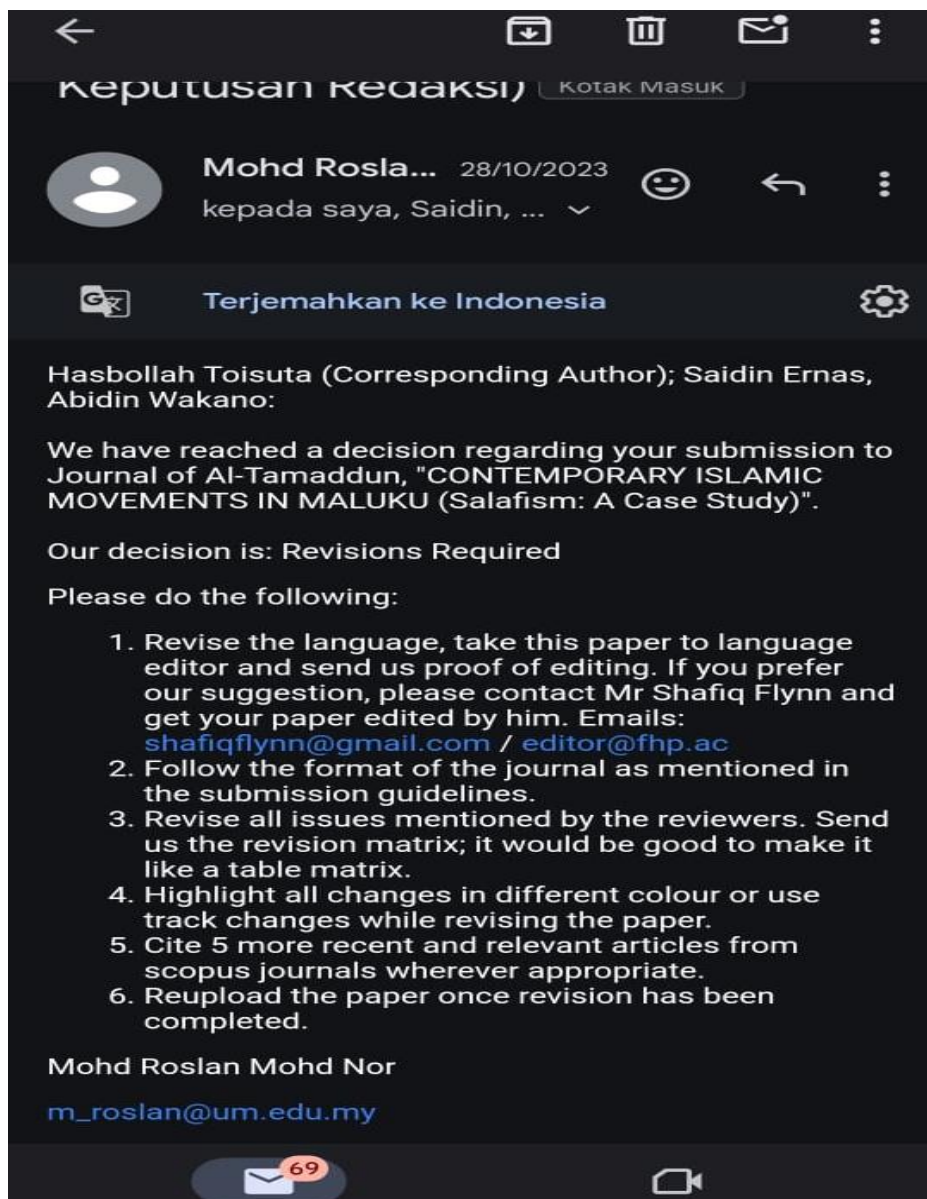 Keputusan Redaksi) Kotak Masuk
Mohd Rosla... 28/10/2023
kepada saya, Saidin, ...
Terjemahkan ke Indonesia
Hasbollah Toisuta (Corresponding Author); Saidin Ernas,
Abidin Wakano:
We have reached a decision regarding your submission to
Journal of Al-Tamaddun, "CONTEMPORARY ISLAMIC
MOVEMENTS IN MALUKU (Salafism: A Case Study)".
Our decision is: Revisions Required
Please do the following:
1. Revise the language, take this paper to language
editor and send us proof of editing. If you prefer
our suggestion, please contact Mr Shafiq Flynn and
get your paper edited by him. Emails:
shafiqflynn@gmail.com / editor@fhp.ac
2. Follow the format of the journal as mentioned in
the submission guidelines.
3. Revise all issues mentioned by the reviewers. Send
us the revision matrix; it would be good to make it
like a table matrix.
4. Highlight all changes in different colour or use
track changes while revising the paper.
5. Cite 5 more recent and relevant articles from
scopus journals wherever appropriate.
6. Reupload the paper once revision has been
completed.
Mohd Roslan Mohd Nor
m_roslan@um.edu.my
69